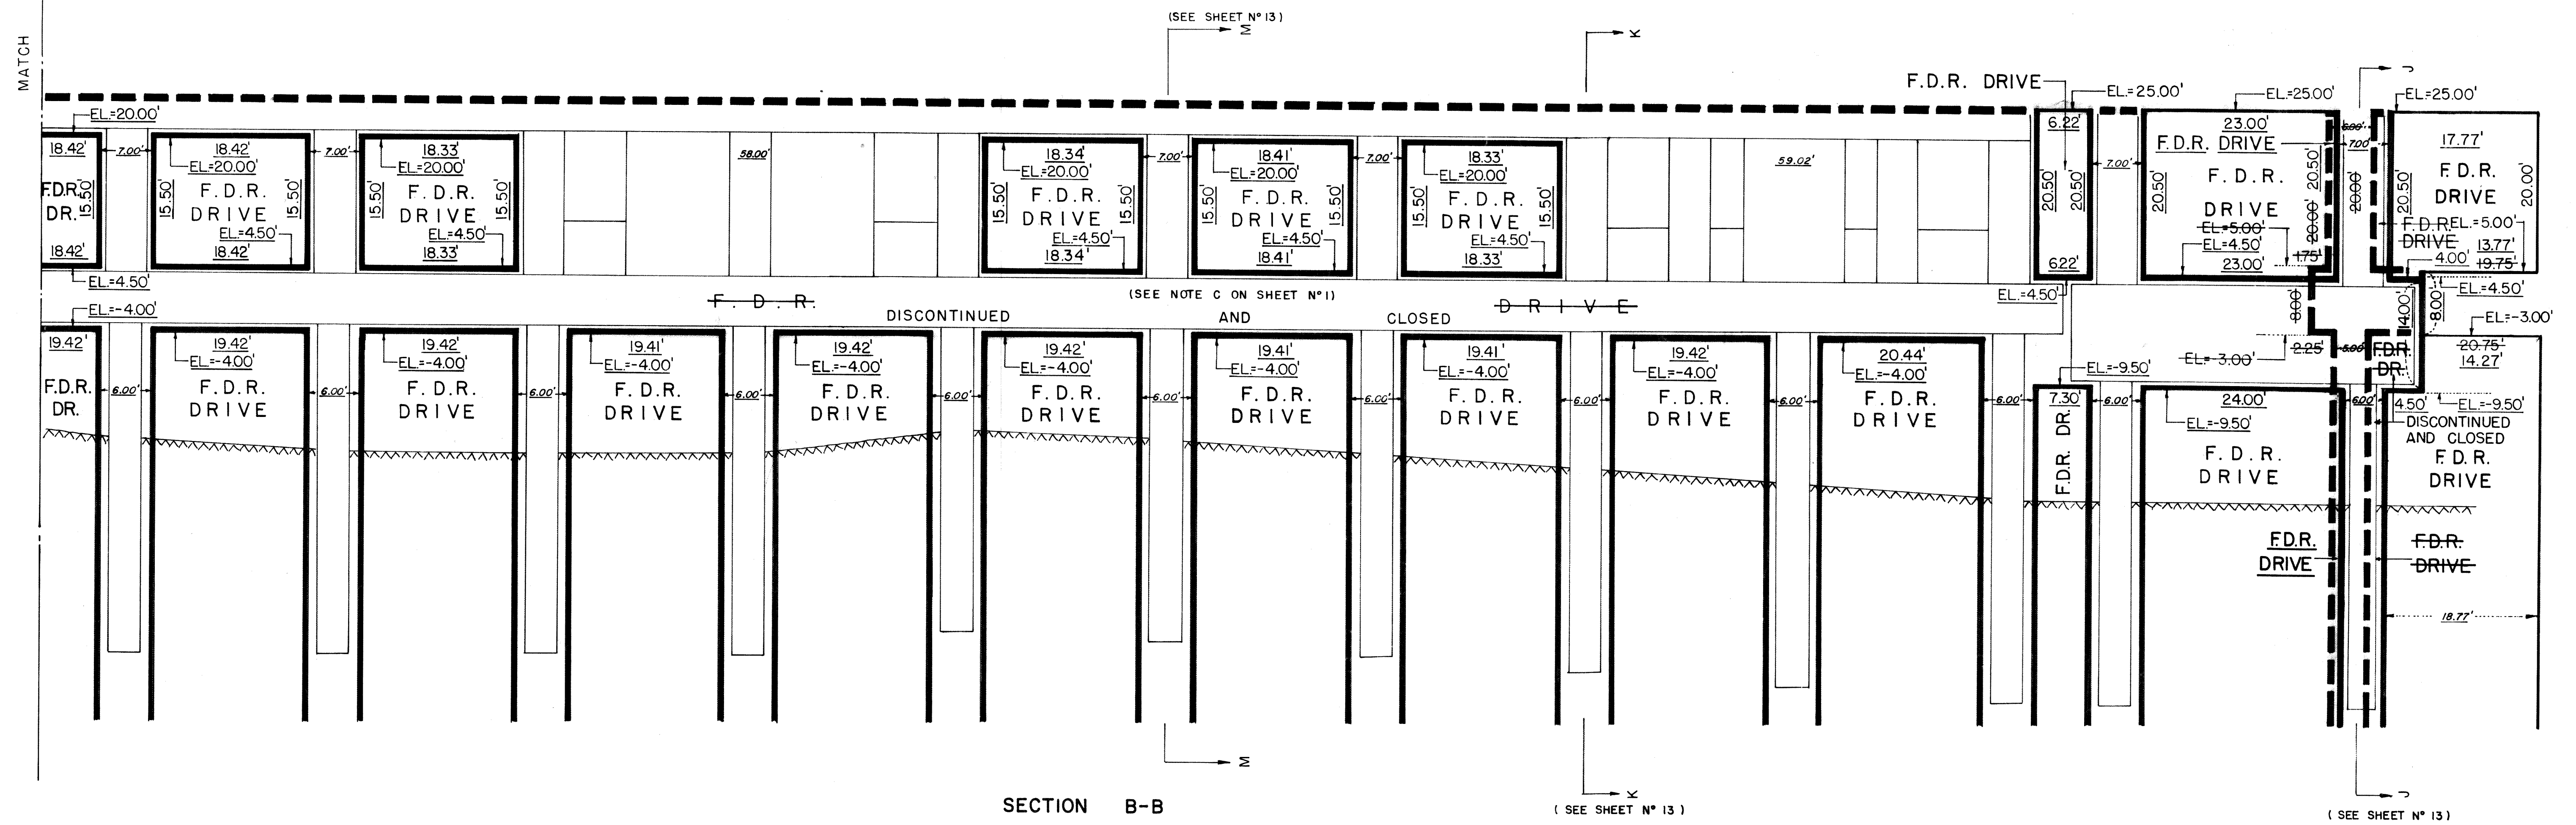 MATCH
(SEE SHEET Nº 13)
M
K
J
F.D.R. DRIVE
EL.=25.00'
EL.=25.00'
EL.=25.00'
EL.=20.00'
18.42'
7.00'
18.42'
EL.=20.00'
7.00'
18.33'
EL.=20.00'
58.00'
18.34'
EL.=20.00'
7.00'
18.41'
EL.=20.00'
7.00'
18.33'
EL.=20.00'
59.02'
6.22'
7.00'
23.00'
F.D.R. DRIVE
6.00'
7.00'
17.77'
F.D.R.
DR.
15.50'
15.50'
F.D.R.
DRIVE
15.50'
15.50'
F.D.R.
DRIVE
15.50'
15.50'
F.D.R.
DRIVE
15.50'
15.50'
F.D.R.
DRIVE
15.50'
15.50'
F.D.R.
DRIVE
15.50'
20.50'
20.50'
20.50'
F.D.R.
DRIVE
20.50'
20.00'
20.00'
20.50'
F.D.R.
DRIVE
20.00'
18.42'
EL.=4.50'
18.42'
EL.=4.50'
18.33'
EL.=4.50'
18.34'
EL.=4.50'
18.41'
EL.=4.50'
18.33'
6.22'
EL.=5.00'
EL.=4.50'
23.00'
1.75'
F.D.R.
DRIVE
EL.=5.00'
13.77'
4.00'
19.75'
EL.=4.50'
EL.=4.50'
EL.=4.50'
F.D.R. DRIVE
(SEE NOTE C ON SHEET Nº1)
DISCONTINUED AND CLOSED
8.00'
14.00'
8.00'
EL.=-4.00'
EL.=-3.00'
19.42'
19.42'
EL.=-4.00'
19.42'
EL.=-4.00'
19.41'
EL.=-4.00'
19.42'
EL.=-4.00'
19.42'
EL.=-4.00'
19.41'
EL.=-4.00'
19.41'
EL.=-4.00'
19.42'
EL.=-4.00'
20.44'
EL.=-4.00'
EL.=-3.00'
2.25'
5.00'
F.D.R.
DR.
20.75'
14.27'
EL.=-9.50'
F.D.R.
DR.
6.00'
F.D.R.
DRIVE
6.00'
F.D.R.
DRIVE
6.00'
F.D.R.
DRIVE
6.00'
F.D.R.
DRIVE
6.00'
F.D.R.
DRIVE
6.00'
F.D.R.
DRIVE
6.00'
F.D.R.
DRIVE
6.00'
F.D.R.
DRIVE
6.00'
F.D.R.
DRIVE
6.00'
7.30'
F.D.R. DR.
6.00'
24.00'
EL.=-9.50'
F.D.R.
DRIVE
6.00'
4.50'
EL.=-9.50'
DISCONTINUED
AND CLOSED
F.D.R.
DRIVE
F.D.R.
DRIVE
F.D.R.
DRIVE
18.77'
M
K
J
SECTION B-B
( SEE SHEET Nº 13 )
( SEE SHEET Nº 13 )